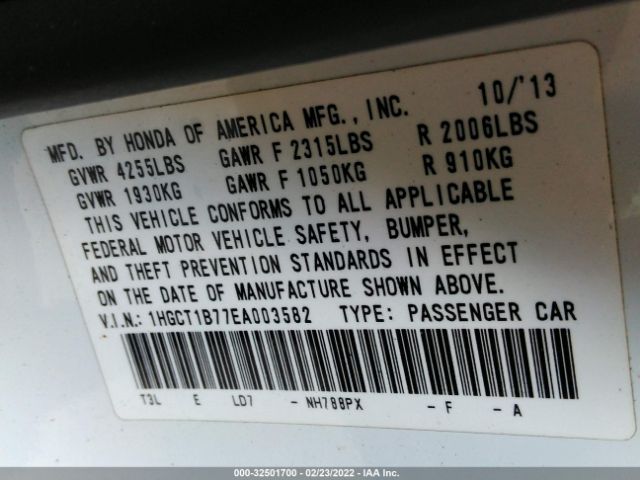 MFD. BY HONDA OF AMERICA MFG., INC. 10/'13
GVWR 4255LBS GAWR F 2315LBS R 2006LBS
GVWR 1930KG GAWR F 1050KG R 910KG
THIS VEHICLE CONFORMS TO ALL APPLICABLE
FEDERAL MOTOR VEHICLE SAFETY, BUMPER,
AND THEFT PREVENTION STANDARDS IN EFFECT
ON THE DATE OF MANUFACTURE SHOWN ABOVE.
V.I.N.: 1HGCT1B77EA003582 TYPE: PASSENGER CAR
T3L E LD7 - NH788PX - F - A
000-32501700 - 02/23/2022 - IAA Inc.